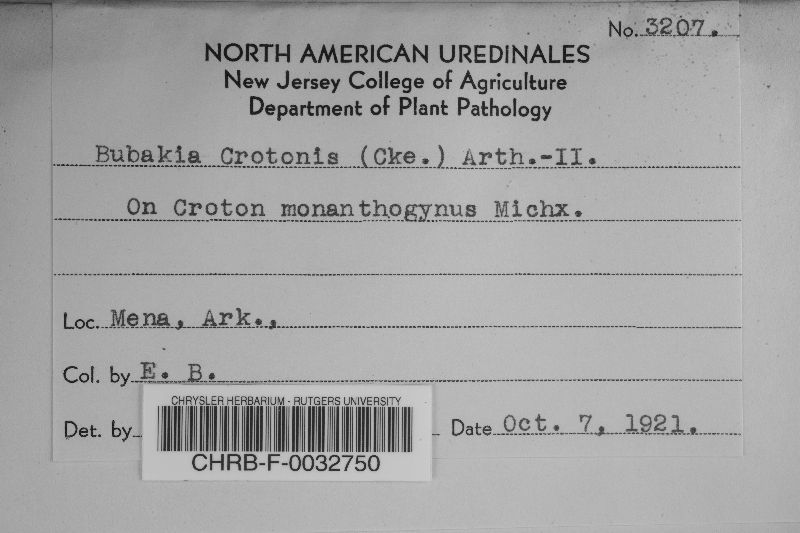 No. 3207.
NORTH AMERICAN UREDINALES
New Jersey College of Agriculture
Department of Plant Pathology
Bubakia Crotonis (Cke.) Arth.-II.
On Croton monanthogynus Michx.
Loc. Mena, Ark.,
Col. by E. B.
Det. by
Date Oct. 7, 1921.
CHRYSLER HERBARIUM - RUTGERS UNIVERSITY
CHRB-F-0032750